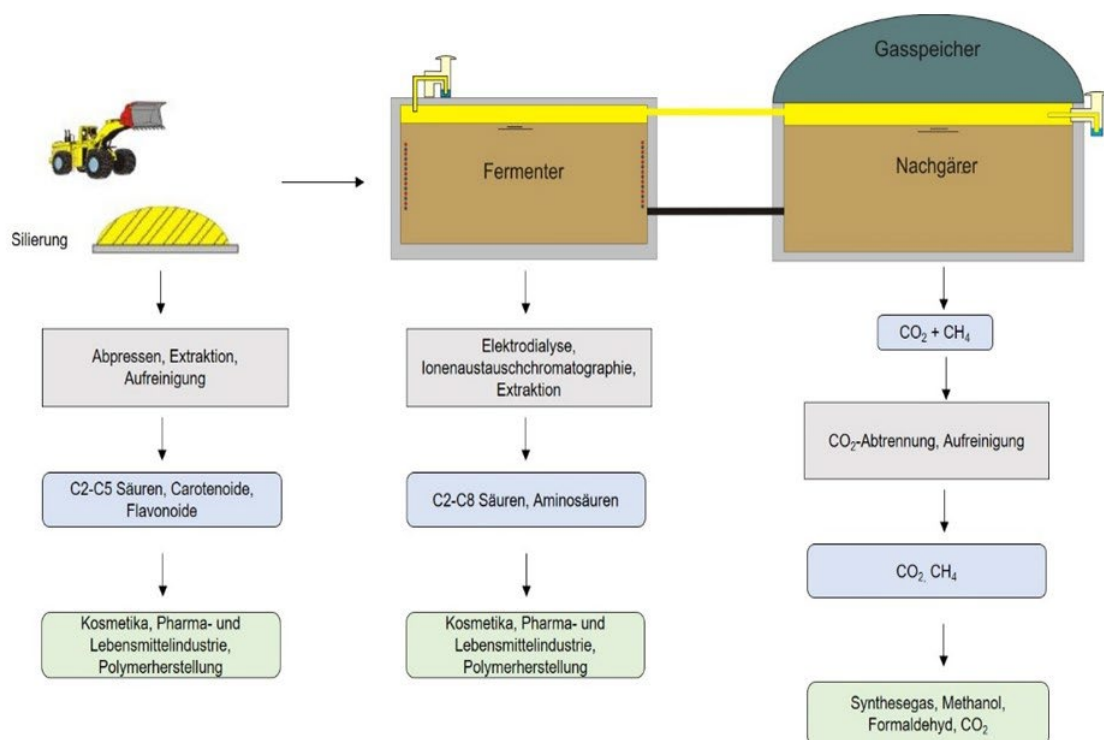 Gasspeicher
Fermenter
Nachgärer
Silierung
Abpressen, Extraktion,
Aufreinigung
C2-C5 Säuren, Carotenoide,
Flavonoide
Kosmetika, Pharma- und
Lebensmittelindustrie,
Polymerherstellung
Elektrodialyse,
Ionenaustauschchromatographie,
Extraktion
C2-C8 Säuren, Aminosäuren
Kosmetika, Pharma- und
Lebensmittelindustrie,
Polymerherstellung
CO₂ + CH₄
CO₂-Abtrennung, Aufreinigung
CO₂, CH₄
Synthesegas, Methanol,
Formaldehyd, CO₂